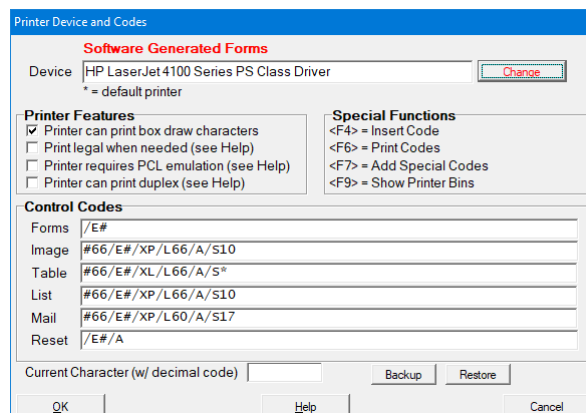 Printer Device and Codes
Software Generated Forms
Device HP LaserJet 4100 Series PS Class Driver Change
* = default printer
Printer Features
Printer can print box draw characters
Print legal when needed (see Help)
Printer requires PCL emulation (see Help)
Printer can print duplex (see Help)
Special Functions
<F4> = Insert Code
<F6> = Print Codes
<F7> = Add Special Codes
<F9> = Show Printer Bins
Control Codes
Forms /E#
Image #66/E#/XP/L66/A/S10
Table #66/E#/XL/L66/A/S*
List #66/E#/XP/L66/A/S10
Mail #66/E#/XP/L60/A/S17
Reset /E#/A
Current Character (w/ decimal code) Backup Restore
OK Help Cancel